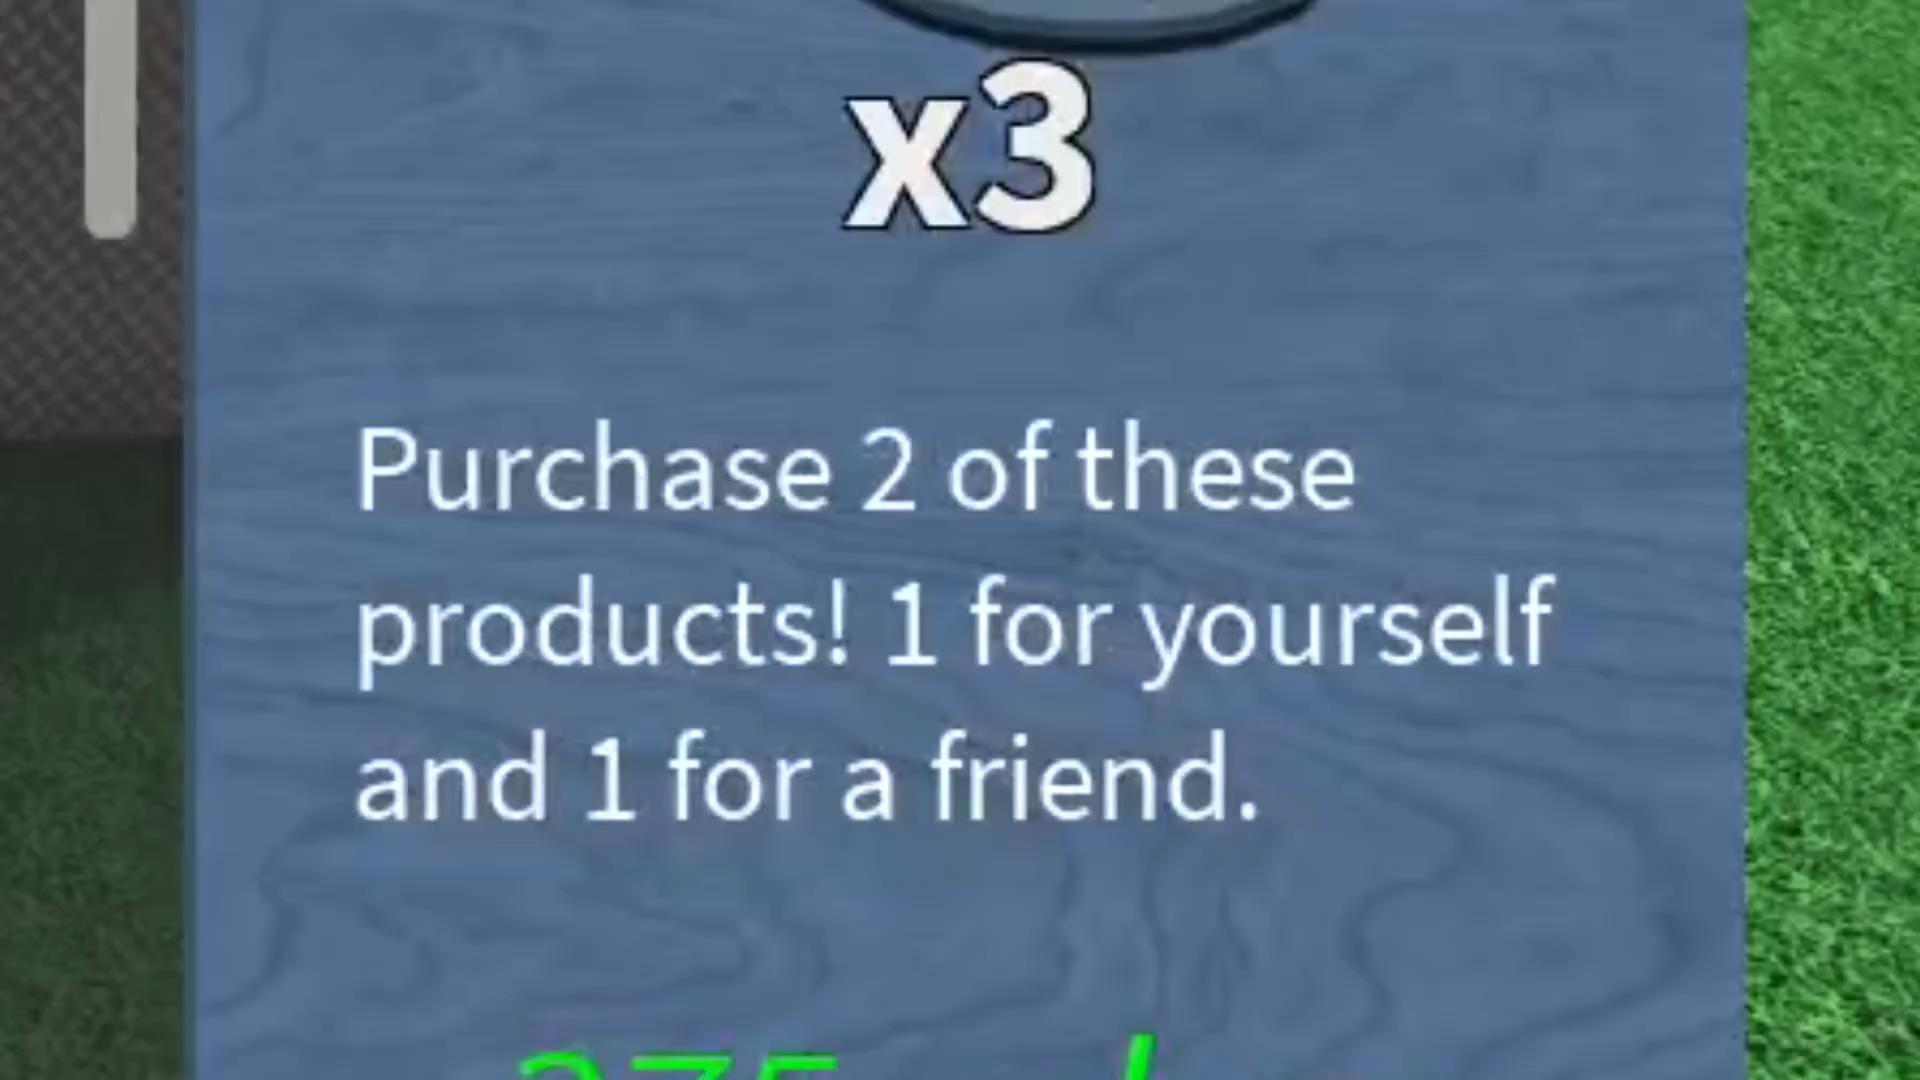 x3
Purchase 2 of these
products! 1 for yourself
and 1 for a friend.